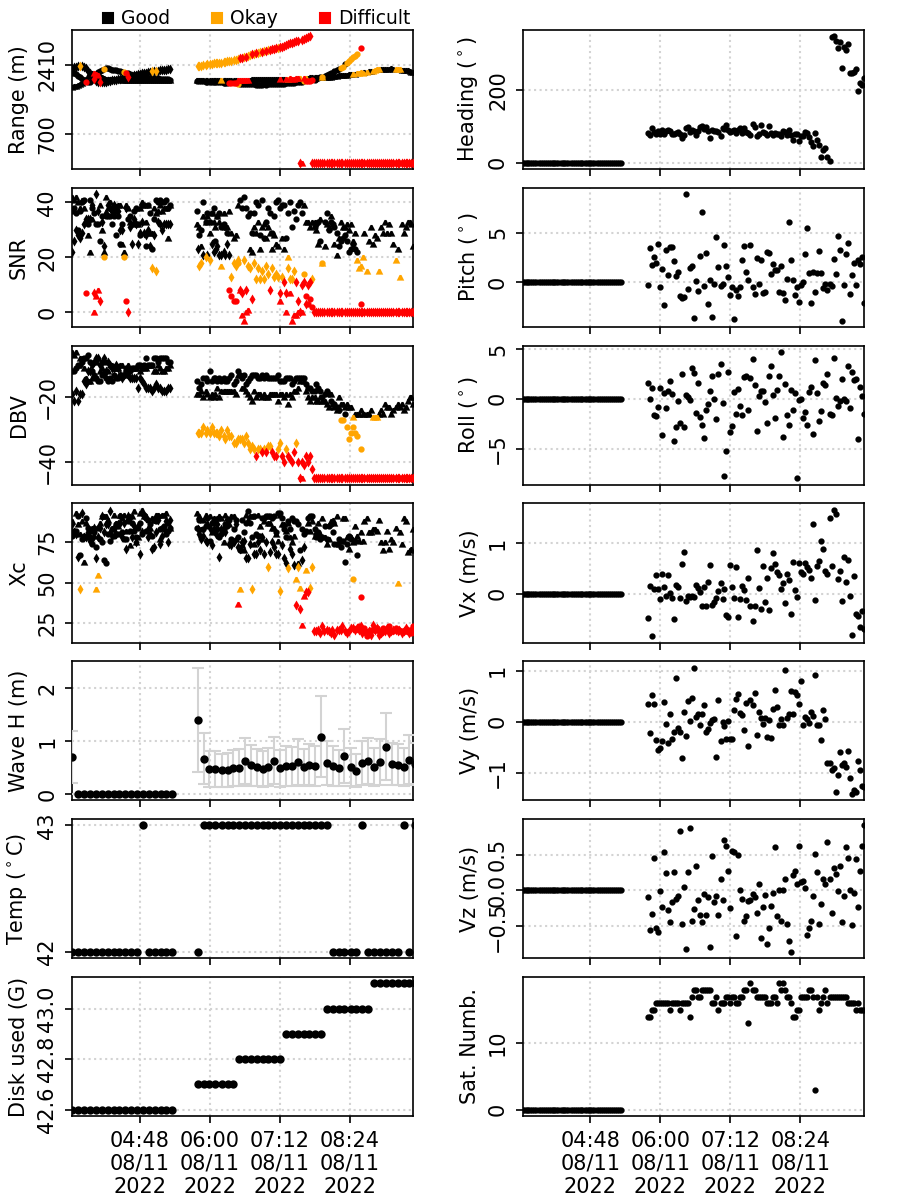 Good Okay Difficult
Range (m)
2410
700
Heading (°)
200
0
SNR
40
20
0
Pitch (°)
5
0
DBV
−20
−40
Roll (°)
5
0
−5
Xc
75
50
25
Vx (m/s)
1
0
Wave H (m)
2
1
0
Vy (m/s)
1
0
−1
Temp (°C)
43
42
Vz (m/s)
0.5
0.0
−0.5
Disk used (G)
43.0
42.8
42.6
Sat. Numb.
10
0
04:48 06:00 07:12 08:24
08/11 08/11 08/11 08/11
2022 2022 2022 2022
04:48 06:00 07:12 08:24
08/11 08/11 08/11 08/11
2022 2022 2022 2022